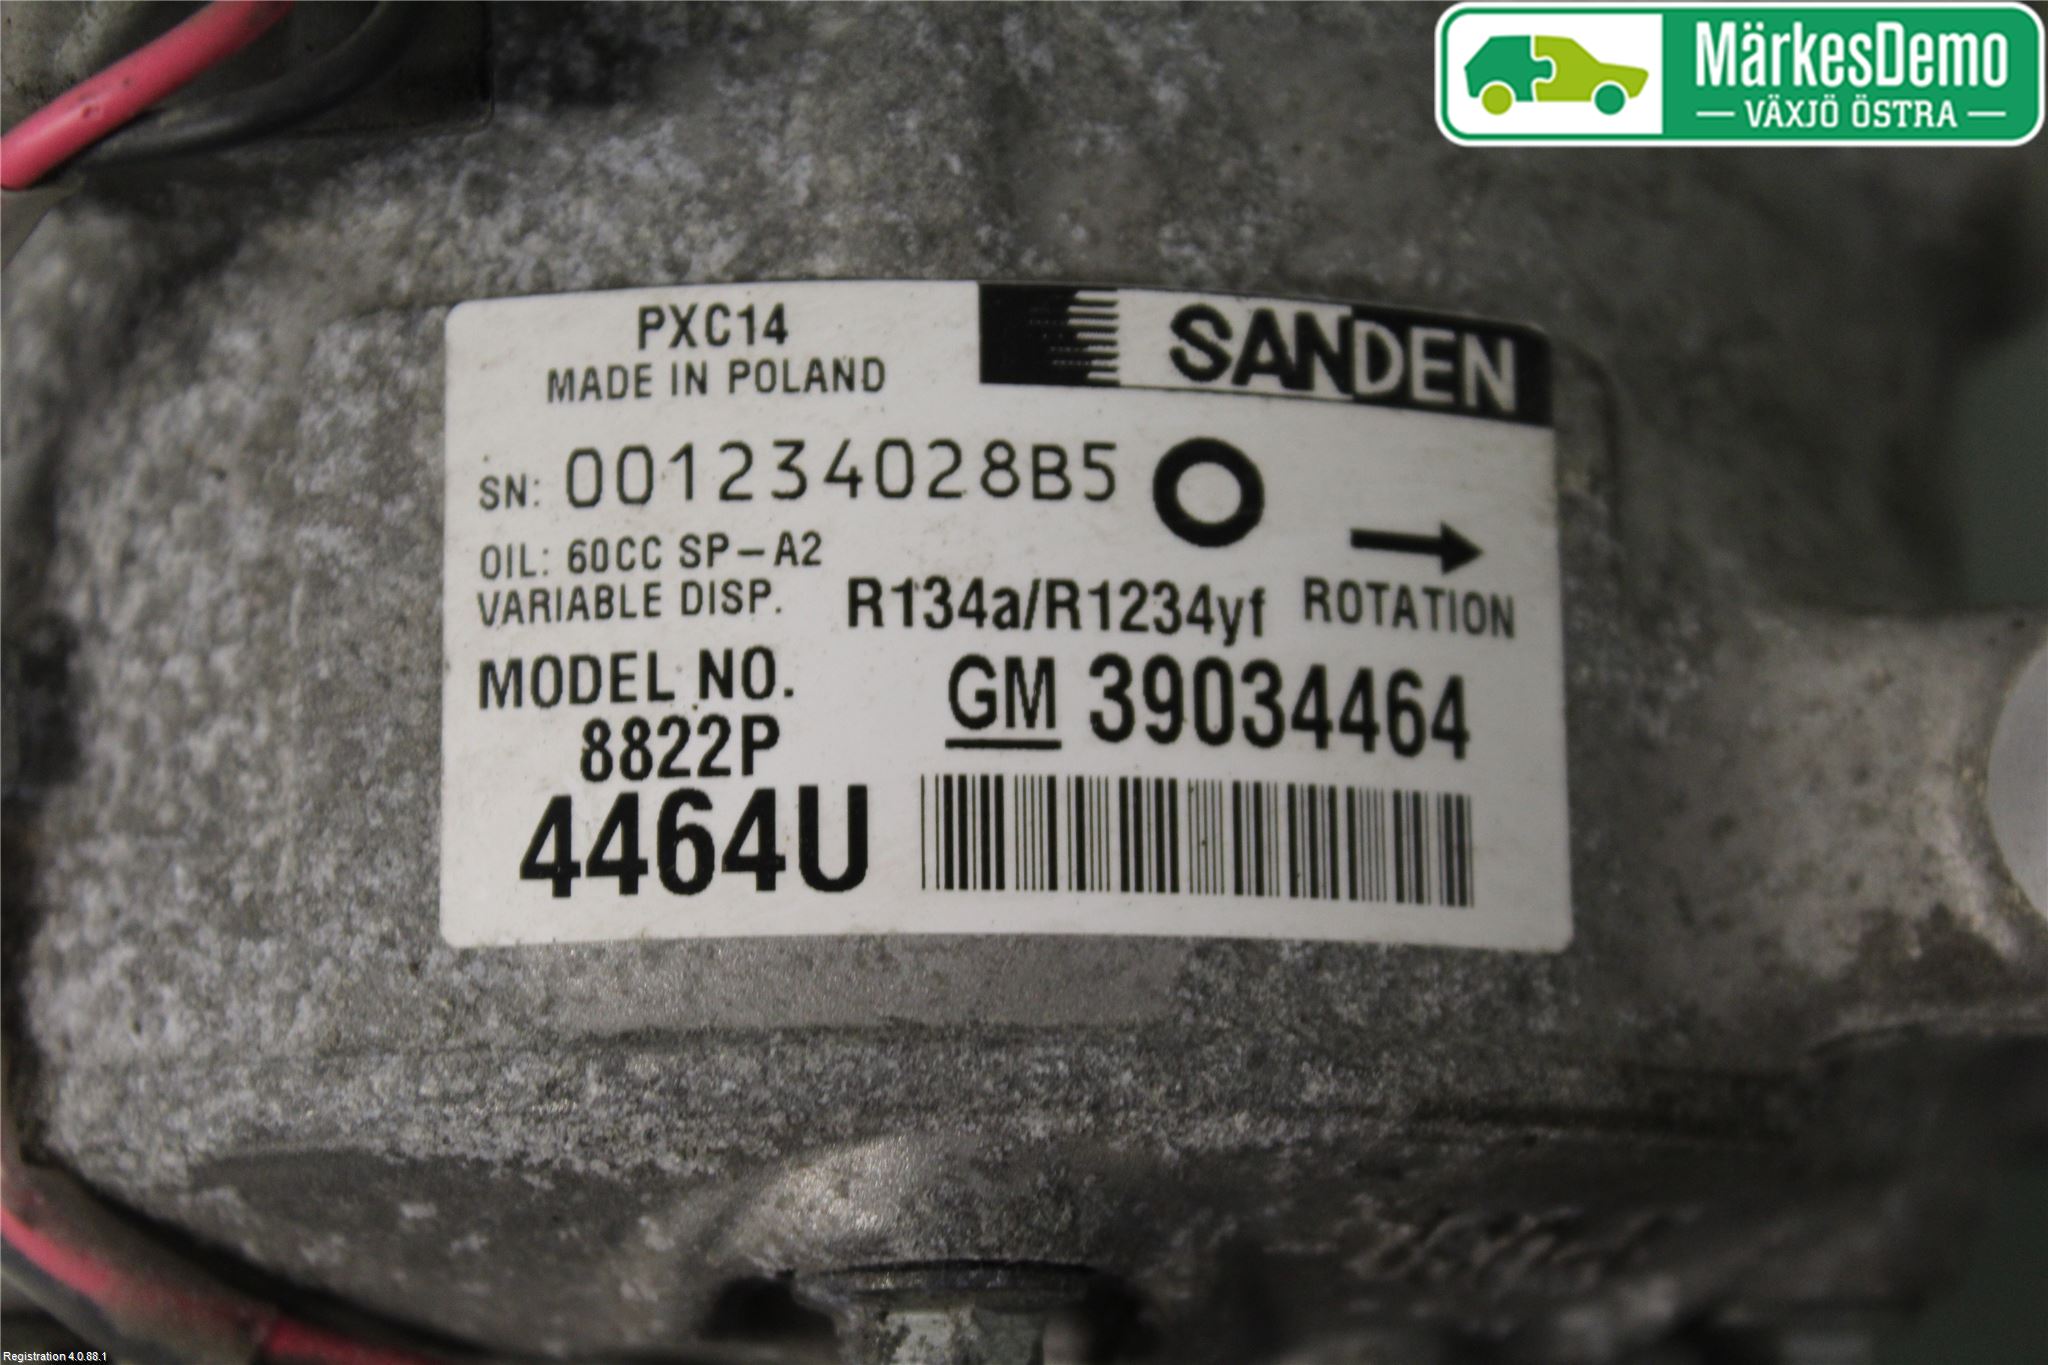 MärkesDemo
VÄXJÖ ÖSTRA
PXC14
MADE IN POLAND
SANDEN
SN: 001234028B5
OIL: 60CC SP-A2
VARIABLE DISP.
R134a/R1234yf
ROTATION
MODEL NO.
8822P
GM 39034464
4464U
Registration 4.0.88.1